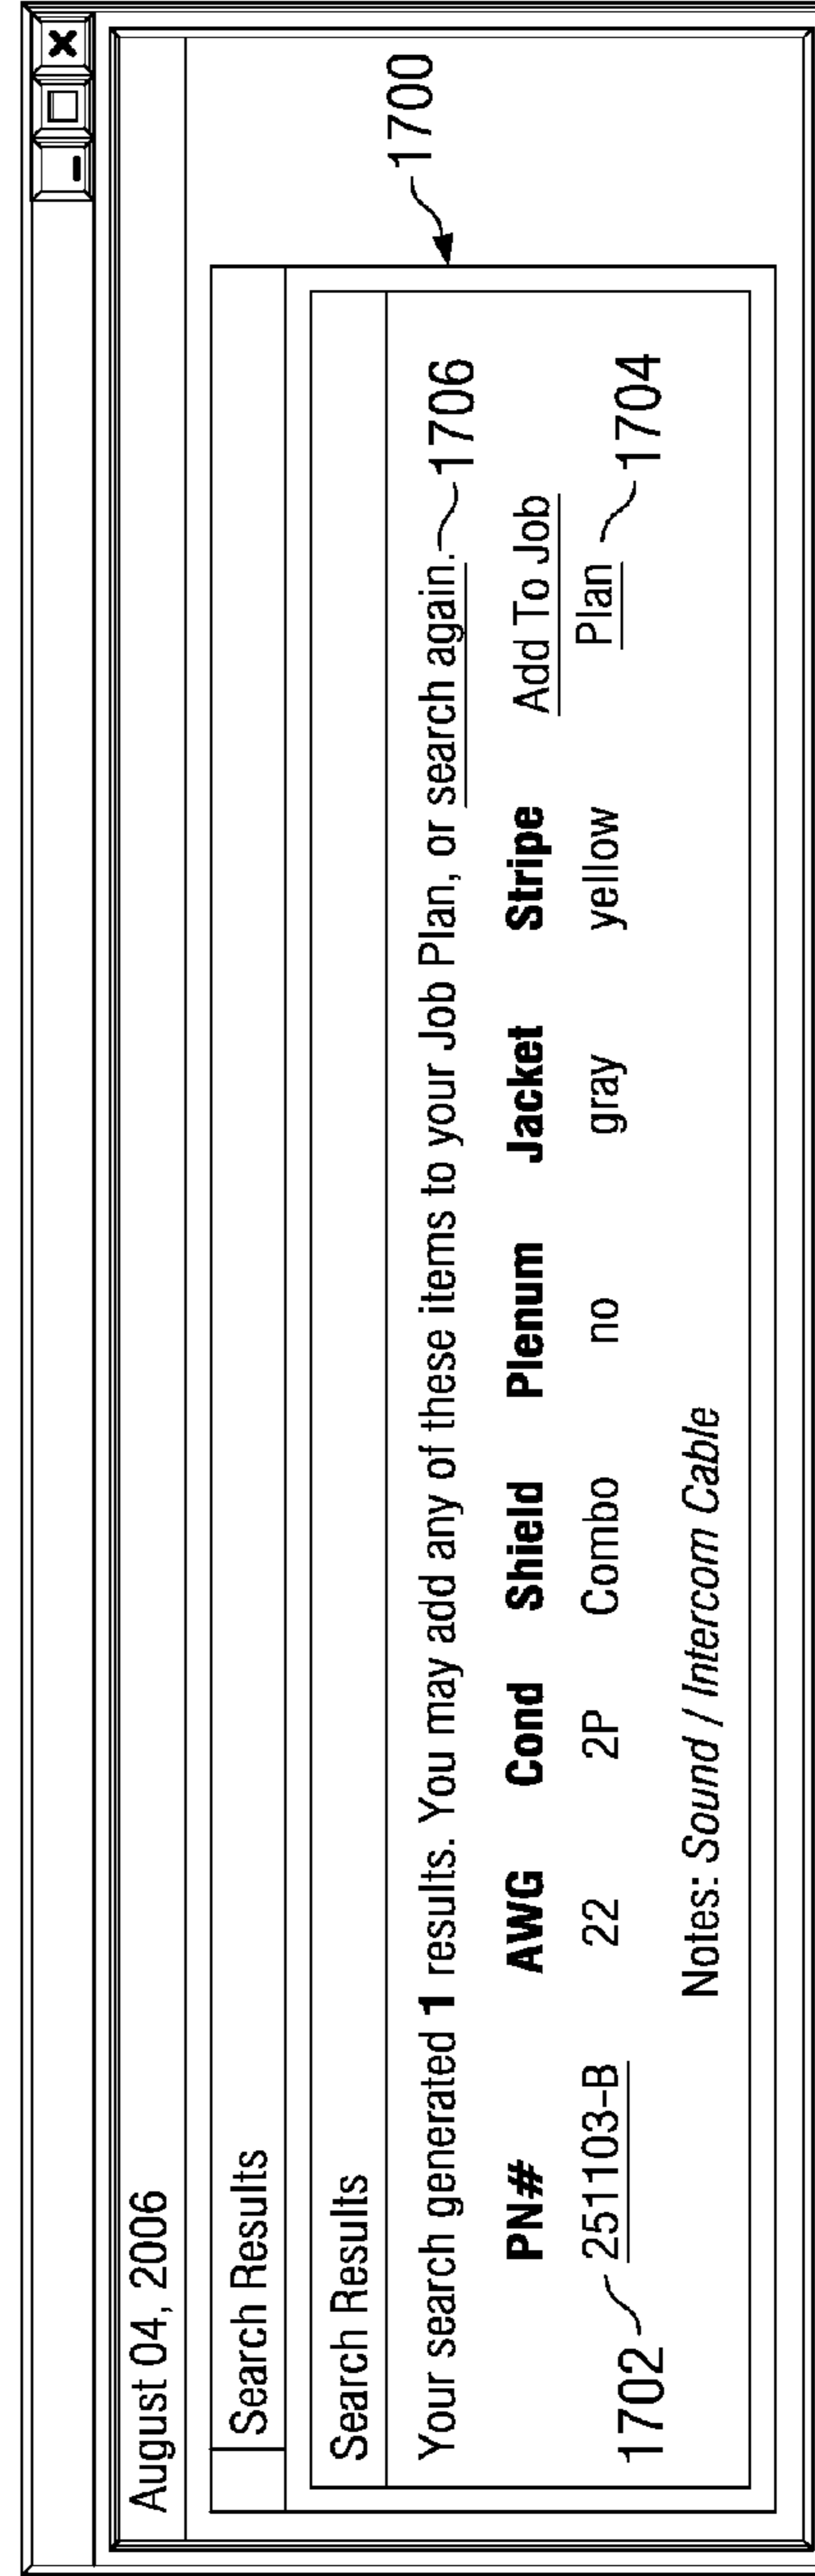 August 04, 2006
1700
Search Results
Search Results
Your search generated 1 results. You may add any of these items to your Job Plan, or search again. 1706
PN# AWG Cond Shield Plenum Jacket Stripe Add To Job
1702 251103-B 22 2P Combo no gray yellow Plan 1704
Notes: Sound / Intercom Cable